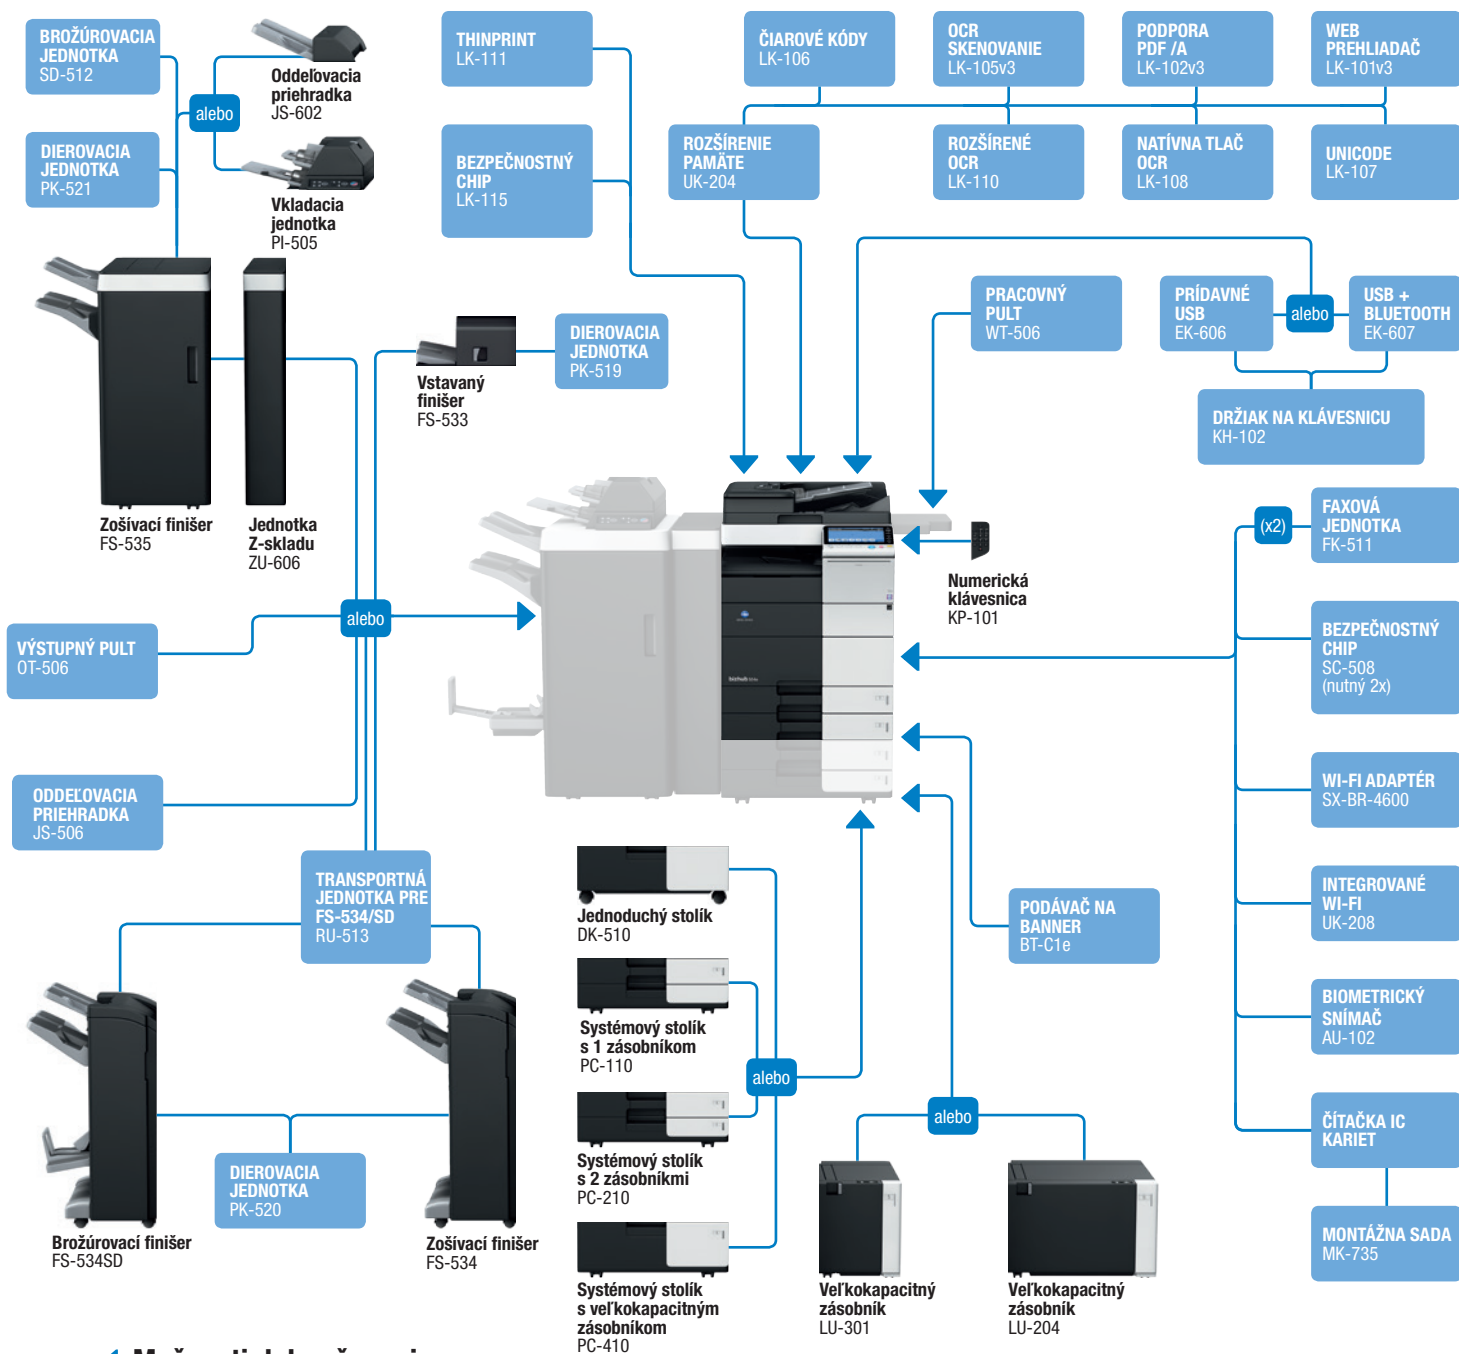 BROŽÚROVACIA
JEDNOTKA
SD-512
alebo
Oddeľovacia
priehradka
JS-602
DIEROVACIA
JEDNOTKA
PK-521
Vkladacia
jednotka
PI-505
THINPRINT
LK-111
BEZPEČNOSTNÝ
CHIP
LK-115
ČIAROVÉ KÓDY
LK-106
OCR
SKENOVANIE
LK-105v3
PODPORA
PDF /A
LK-102v3
WEB
PREHLIADAČ
LK-101v3
ROZŠÍRENIE
PAMÄTE
UK-204
ROZŠÍRENÉ
OCR
LK-110
NATÍVNA TLAČ
OCR
LK-108
UNICODE
LK-107
PRACOVNÝ
PULT
WT-506
PRÍDAVNÉ
USB
EK-606
alebo
USB +
BLUETOOTH
EK-607
DRŽIAK NA KLÁVESNICU
KH-102
Vstavaný
finišer
FS-533
DIEROVACIA
JEDNOTKA
PK-519
Zošívací finišer
FS-535
Jednotka
Z-skladu
ZU-606
(x2)
FAXOVÁ
JEDNOTKA
FK-511
Numerická
klávesnica
KP-101
alebo
VÝSTUPNÝ PULT
OT-506
BEZPEČNOSTNÝ
CHIP
SC-508
(nutný 2x)
ODDEĽOVACIA
PRIEHRADKA
JS-506
WI-FI ADAPTÉR
SX-BR-4600
TRANSPORTNÁ
JEDNOTKA PRE
FS-534/SD
RU-513
Jednoduchý stolík
DK-510
PODÁVAČ NA
BANNER
BT-C1e
INTEGROVANÉ
WI-FI
UK-208
Systémový stolík
s 1 zásobníkom
PC-110
BIOMETRICKÝ
SNÍMAČ
AU-102
alebo
alebo
Systémový stolík
s 2 zásobníkmi
PC-210
ČÍTAČKA IC
KARIET
DIEROVACIA
JEDNOTKA
PK-520
Brožúrovací finišer
FS-534SD
Zošívací finišer
FS-534
MONTÁŽNA SADA
MK-735
Systémový stolík
s veľkokapacitným
zásobníkom
PC-410
Veľkokapacitný
zásobník
LU-301
Veľkokapacitný
zásobník
LU-204